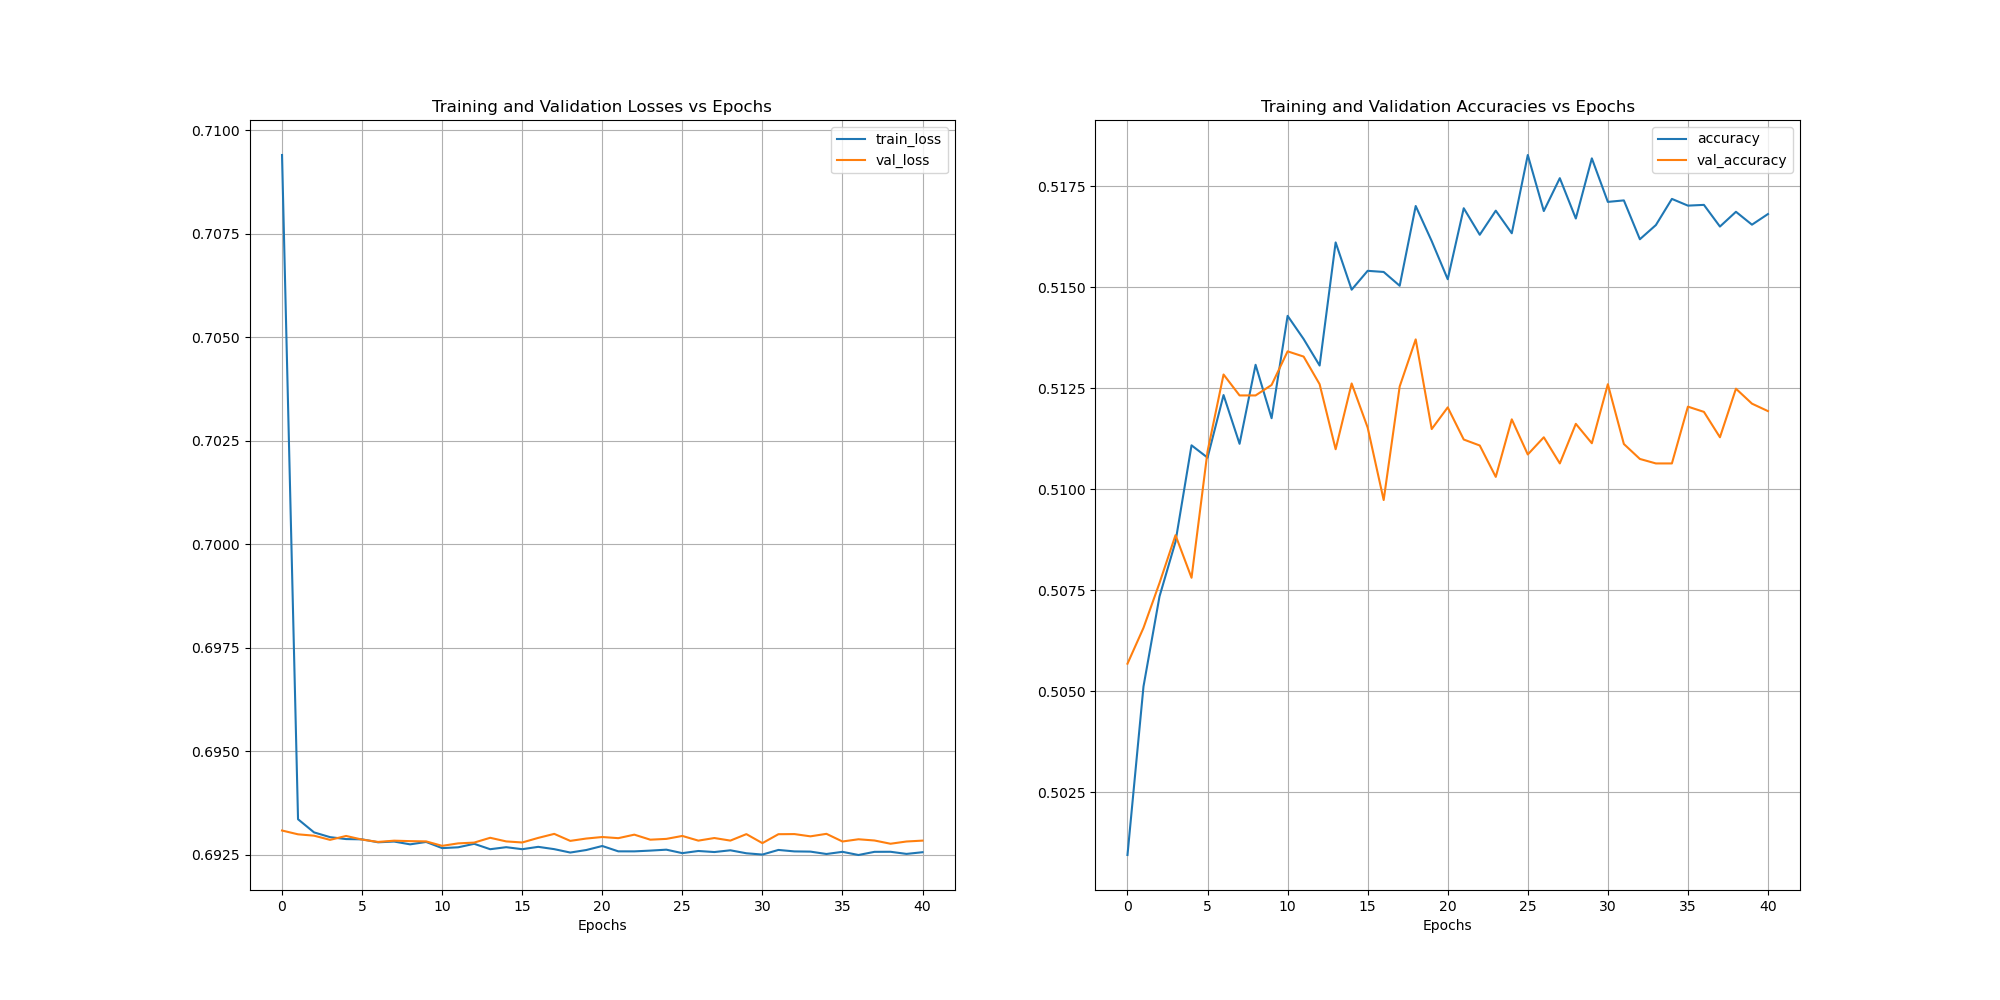 Training and Validation Losses vs Epochs
train_loss
val_loss
0.7100
0.7075
0.7050
0.7025
0.7000
0.6975
0.6950
0.6925
0 5 10 15 20 25 30 35 40
Epochs
Training and Validation Accuracies vs Epochs
accuracy
val_accuracy
0.5175
0.5150
0.5125
0.5100
0.5075
0.5050
0.5025
0 5 10 15 20 25 30 35 40
Epochs